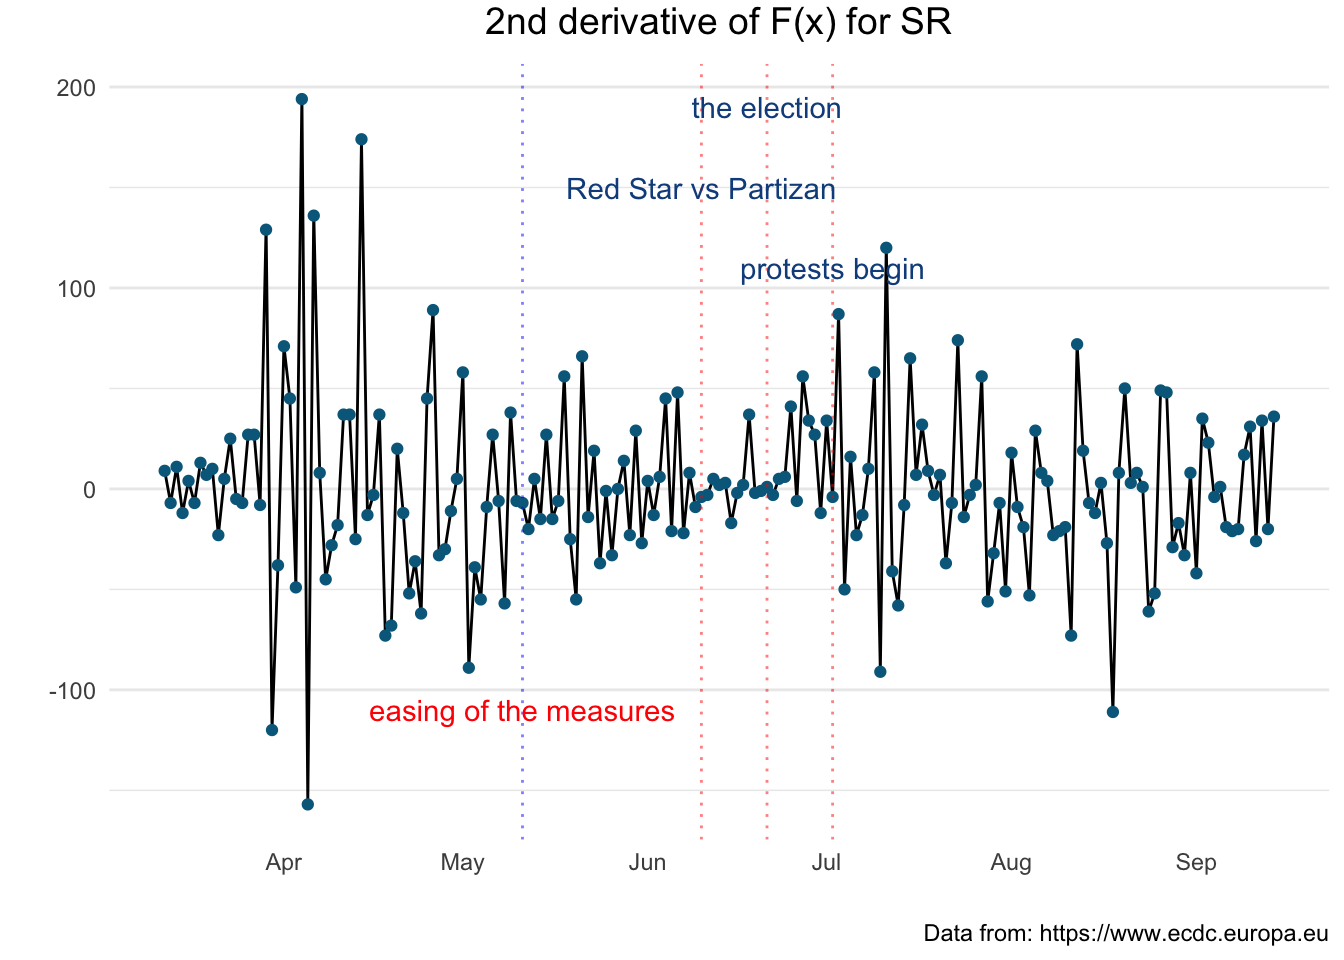 2nd derivative of F(x) for SR
200
the election
Red Star vs Partizan
protests begin
100
0
-100
easing of the measures
Apr May Jun Jul Aug Sep
Data from: https://www.ecdc.europa.eu